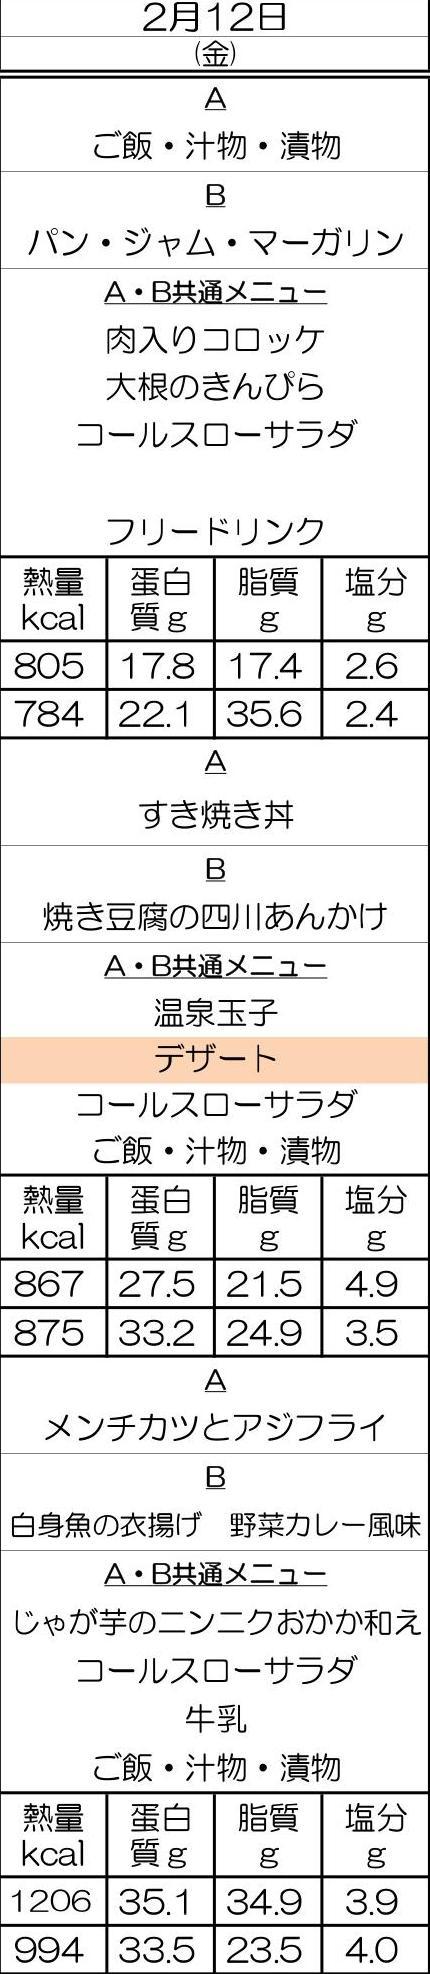 2月12日
(金)
A
ご飯・汁物・漬物
B
パン・ジャム・マーガリン
A・B共通メニュー
肉入りコロッケ
大根のきんぴら
コールスローサラダ
フリードリンク
熱量 蛋白 脂質 塩分
kcal 質g g g
805 17.8 17.4 2.6
784 22.1 35.6 2.4
A
すき焼き丼
B
焼き豆腐の四川あんかけ
A・B共通メニュー
温泉玉子
デザート
コールスローサラダ
ご飯・汁物・漬物
熱量 蛋白 脂質 塩分
kcal 質g g g
867 27.5 21.5 4.9
875 33.2 24.9 3.5
A
メンチカツとアジフライ
B
白身魚の衣揚げ 野菜カレー風味
A・B共通メニュー
じゃが芋のニンニクおかか和え
コールスローサラダ
牛乳
ご飯・汁物・漬物
熱量 蛋白 脂質 塩分
kcal 質g g g
1206 35.1 34.9 3.9
994 33.5 23.5 4.0